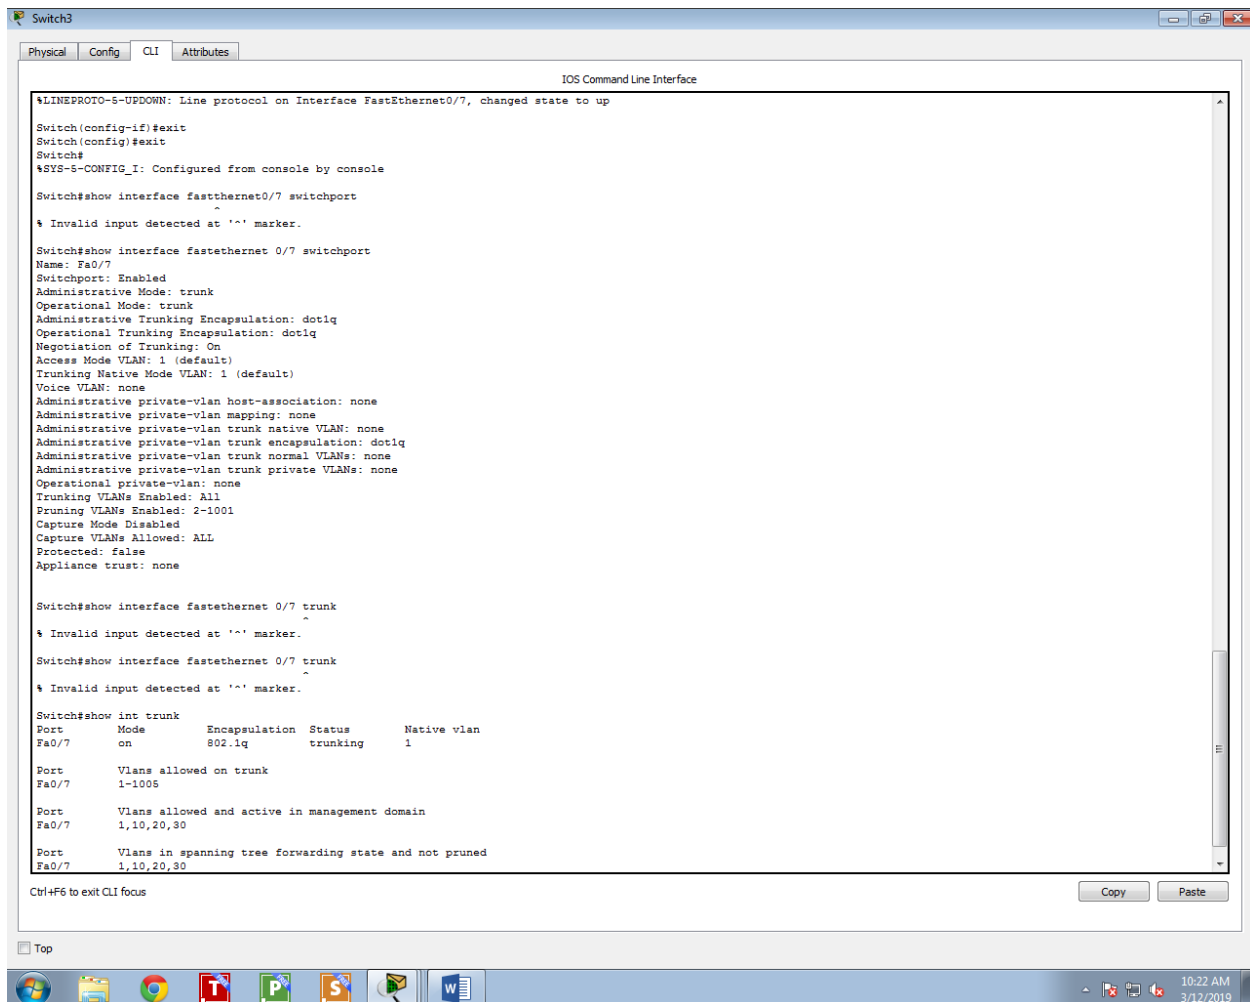 Switch3
Physical Config CLI Attributes
IOS Command Line Interface
%LINEPROTO-5-UPDOWN: Line protocol on Interface FastEthernet0/7, changed state to up
Switch(config-if)#exit
Switch(config)#exit
Switch#
%SYS-5-CONFIG_I: Configured from console by console
Switch#show interface fastthernet0/7 switchport
^
% Invalid input detected at '^' marker.
Switch#show interface fastethernet 0/7 switchport
Name: Fa0/7
Switchport: Enabled
Administrative Mode: trunk
Operational Mode: trunk
Administrative Trunking Encapsulation: dot1q
Operational Trunking Encapsulation: dot1q
Negotiation of Trunking: On
Access Mode VLAN: 1 (default)
Trunking Native Mode VLAN: 1 (default)
Voice VLAN: none
Administrative private-vlan host-association: none
Administrative private-vlan mapping: none
Administrative private-vlan trunk native VLAN: none
Administrative private-vlan trunk encapsulation: dot1q
Administrative private-vlan trunk normal VLANs: none
Administrative private-vlan trunk private VLANs: none
Operational private-vlan: none
Trunking VLANs Enabled: All
Pruning VLANs Enabled: 2-1001
Capture Mode Disabled
Capture VLANs Allowed: ALL
Protected: false
Appliance trust: none
Switch#show interface fastethernet 0/7 trunk
^
% Invalid input detected at '^' marker.
Switch#show interface fastethernet 0/7 trunk
^
% Invalid input detected at '^' marker.
Switch#show int trunk
Port Mode Encapsulation Status Native vlan
Fa0/7 on 802.1q trunking 1
Port Vlans allowed on trunk
Fa0/7 1-1005
Port Vlans allowed and active in management domain
Fa0/7 1,10,20,30
Port Vlans in spanning tree forwarding state and not pruned
Fa0/7 1,10,20,30
Ctrl+F6 to exit CLI focus
Copy Paste
Top
T P S W
10:22 AM
3/12/2019